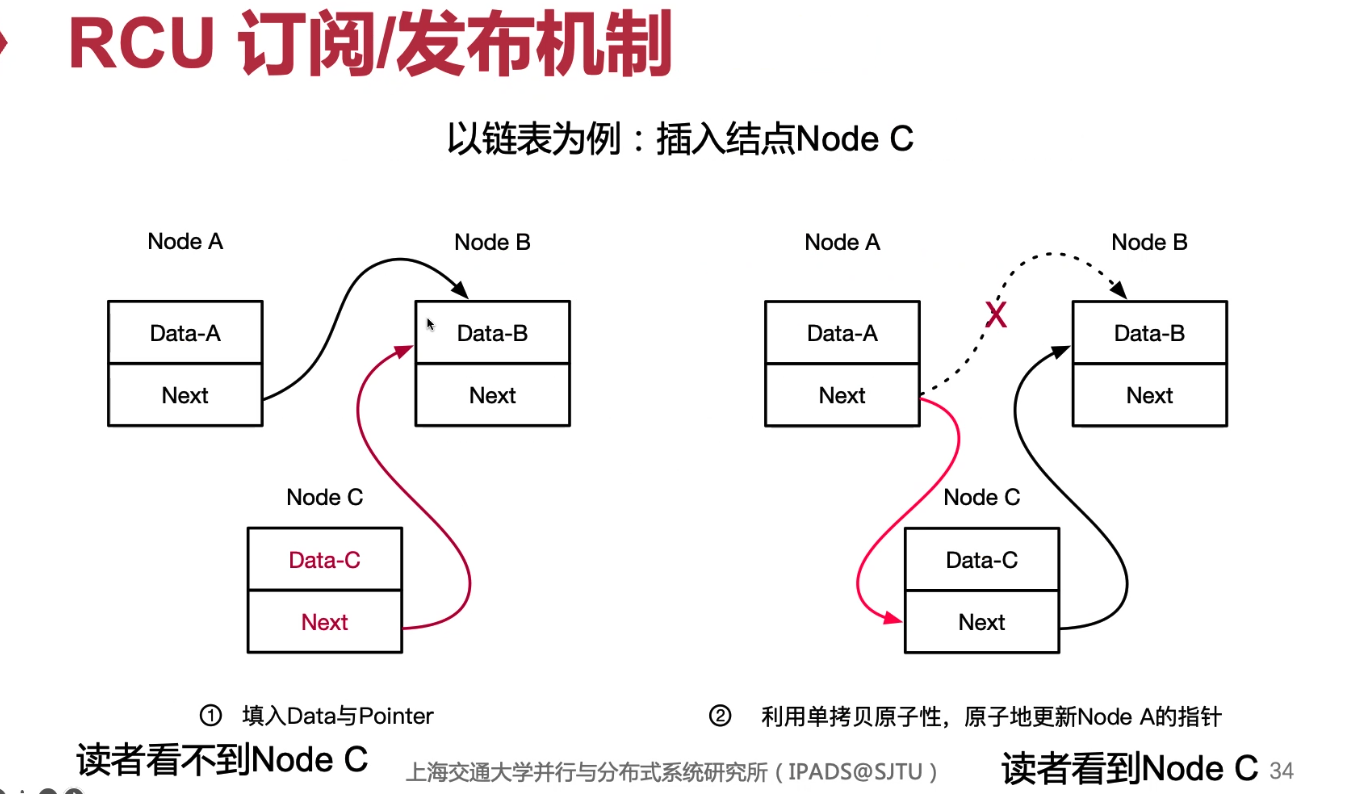 RCU 订阅/发布机制
以链表为例：插入结点Node C
Node A
Node B
Data-A
Next
Data-B
Next
Node C
Data-C
Next
① 填入Data与Pointer
读者看不到Node C
Node A
Node B
X
Data-A
Next
Data-B
Next
Node C
Data-C
Next
② 利用单拷贝原子性，原子地更新Node A的指针
读者看到Node C
上海交通大学并行与分布式系统研究所（IPADS@SJTU）
34